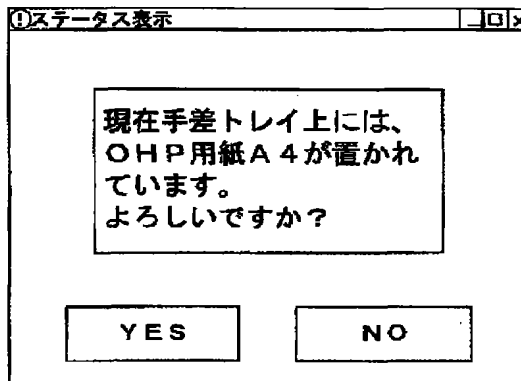 ステータス表示
現在手差トレイ上には、
OHP用紙A4が置かれ
ています。
よろしいですか?
YES
NO